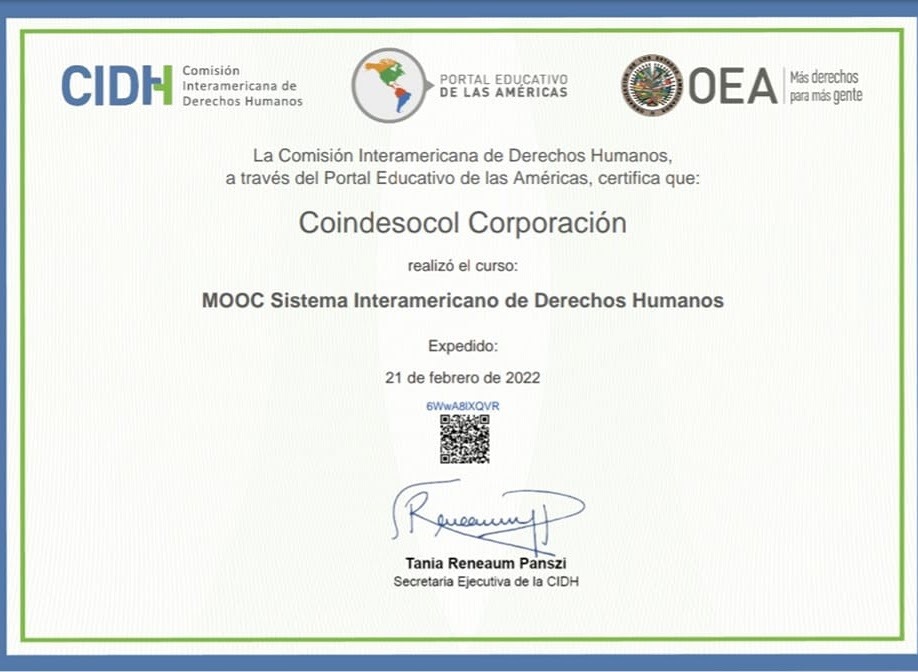 CIDH
Comisión
Interamericana de
Derechos Humanos
PORTAL EDUCATIVO
DE LAS AMÉRICAS
OEA
Más derechos
para más gente
La Comisión Interamericana de Derechos Humanos,
a través del Portal Educativo de las Américas, certifica que:
Coindesocol Corporación
realizó el curso:
MOOC Sistema Interamericano de Derechos Humanos
Expedido:
21 de febrero de 2022
6WwA8lXQVR
Tania Reneaum Panszi
Secretaria Ejecutiva de la CIDH